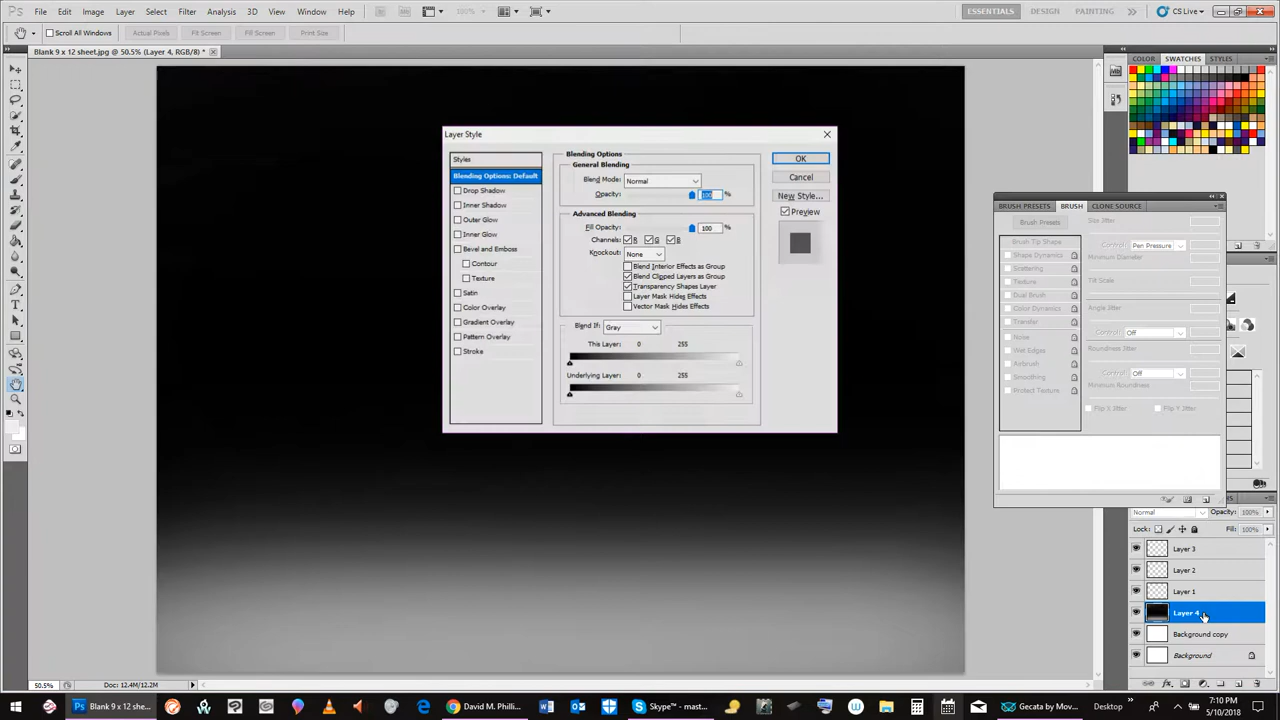 Ps File Edit Image Layer Select Filter Analysis 3D View Window Help 100% ESSENTIALS DESIGN PAINTING CS Live
Scroll All Windows Actual Pixels Fit Screen Fill Screen Print Size
Blank 9 x 12 sheet.jpg @ 50.5% (Layer 4, RGB/8) *
COLOR SWATCHES STYLES
Layer Style
Styles
Blending Options: Default
Drop Shadow
Inner Shadow
Outer Glow
Inner Glow
Bevel and Emboss
Contour
Texture
Satin
Color Overlay
Gradient Overlay
Pattern Overlay
Stroke
Blending Options
General Blending
Blend Mode: Normal
Opacity: 100 %
Advanced Blending
Fill Opacity: 100 %
Channels: R G B
Knockout: None
Blend Interior Effects as Group
Blend Clipped Layers as Group
Transparency Shapes Layer
Layer Mask Hides Effects
Vector Mask Hides Effects
Blend If: Gray
This Layer: 0 255
Underlying Layer: 0 255
OK
Cancel
New Style...
Preview
BRUSH PRESETS BRUSH CLONE SOURCE
Brush Presets
Brush Tip Shape
Shape Dynamics
Scattering
Texture
Dual Brush
Color Dynamics
Transfer
Noise
Wet Edges
Airbrush
Smoothing
Protect Texture
Size Jitter
Control: Pen Pressure
Minimum Diameter
Tilt Scale
Angle Jitter
Control: Off
Roundness Jitter
Control: Off
Minimum Roundness
Flip X Jitter Flip Y Jitter
Normal Opacity: 100%
Lock: Fill: 100%
Layer 3
Layer 2
Layer 1
Layer 4
Background copy
Background
50.5% Doc: 12.4M/12.2M
Blank 9 x 12 shee... David M. Philli... Skype™ - mast... Gecata by Mov... Desktop 7:10 PM
5/10/2018